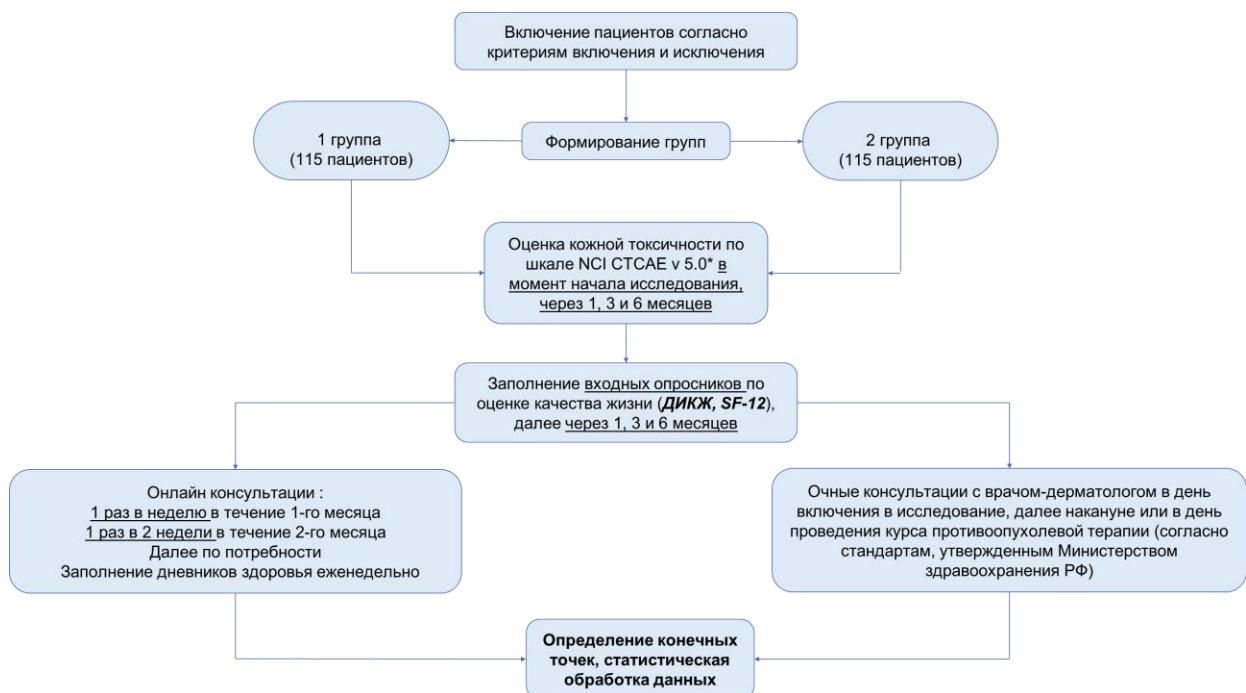 Включение пациентов согласно
критериям включения и исключения
1 группа
(115 пациентов)
Формирование групп
2 группа
(115 пациентов)
Оценка кожной токсичности по
шкале NCI CTCAE v 5.0* в
момент начала исследования,
через 1, 3 и 6 месяцев
Заполнение входных опросников по
оценке качества жизни (ДИКЖ, SF-12),
далее через 1, 3 и 6 месяцев
Онлайн консультации :
1 раз в неделю в течение 1-го месяца
1 раз в 2 недели в течение 2-го месяца
Далее по потребности
Заполнение дневников здоровья еженедельно
Очные консультации с врачом-дерматологом в день
включения в исследование, далее накануне или в день
проведения курса противоопухолевой терапии (согласно
стандартам, утвержденным Министерством
здравоохранения РФ)
Определение конечных
точек, статистическая
обработка данных